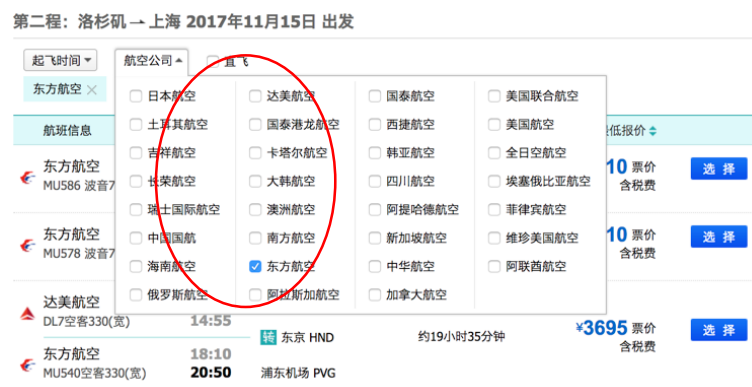 第二程：洛杉矶 → 上海 2017年11月15日 出发
起飞时间 航空公司 直飞
东方航空
日本航空 达美航空 国泰航空 美国联合航空
航班信息 土耳其航空 国泰港龙航空 西捷航空 美国航空 低报价
吉祥航空 卡塔尔航空 韩亚航空 全日空航空
东方航空 10 票价
长荣航空 大韩航空 四川航空 埃塞俄比亚航空 选 择
MU586 波音7 含税费
瑞士国际航空 澳洲航空 阿提哈德航空 菲律宾航空
东方航空 中国国航 南方航空 新加坡航空 维珍美国航空 10 票价 选 择
MU578 波音7 含税费
海南航空 东方航空 中华航空 阿联酋航空
俄罗斯航空 阿拉斯加航空 加拿大航空
达美航空
DL7空客330(宽) 14:55
转 东京 HND 约19小时35分钟 ¥3695 票价 选 择
含税费
东方航空 18:10
MU540空客330(宽) 20:50 浦东机场 PVG